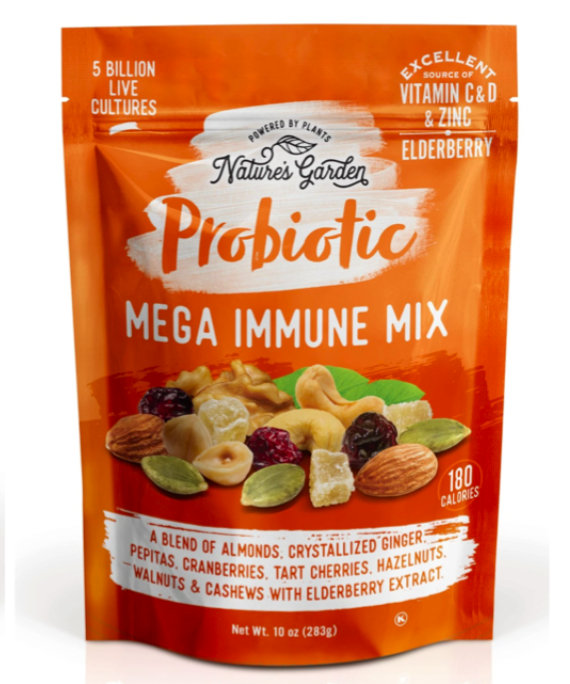 5 BILLION
LIVE
CULTURES
EXCELLENT
SOURCE OF
VITAMIN C & D
& ZINC
ELDERBERRY
POWERED BY PLANTS
Nature's Garden
Probiotic
MEGA IMMUNE MIX
180
CALORIES
A BLEND OF ALMONDS, CRYSTALLIZED GINGER,
PEPITAS, CRANBERRIES, TART CHERRIES, HAZELNUTS,
WALNUTS & CASHEWS WITH ELDERBERRY EXTRACT.
K
Net Wt. 10 oz (283g)